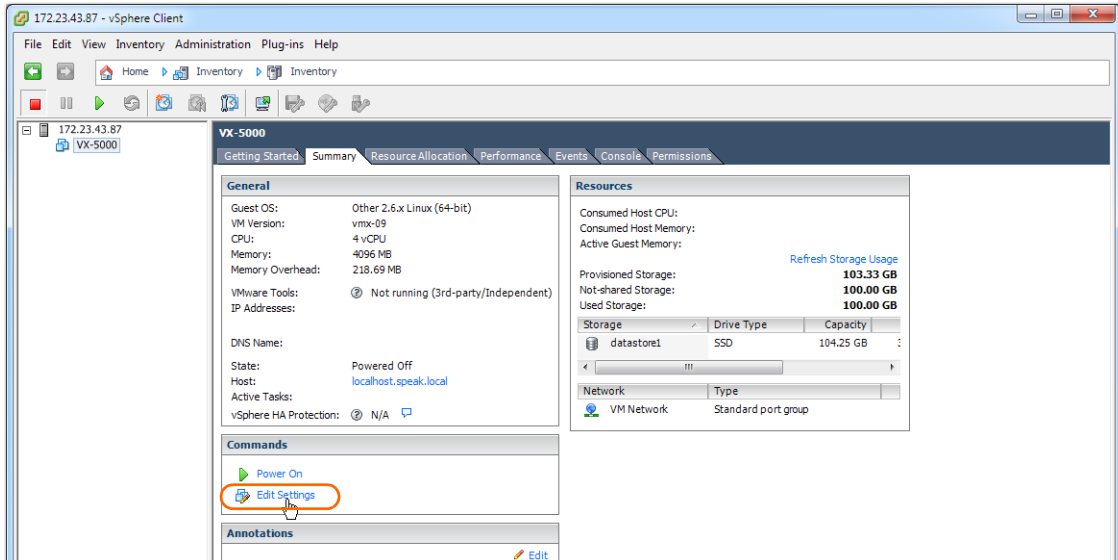 172.23.43.87 - vSphere Client
File Edit View Inventory Administration Plug-ins Help
Home Inventory Inventory
172.23.43.87
VX-5000
VX-5000
Getting Started Summary Resource Allocation Performance Events Console Permissions
General
Guest OS: Other 2.6.x Linux (64-bit)
VM Version: vmx-09
CPU: 4 vCPU
Memory: 4096 MB
Memory Overhead: 218.69 MB
VMware Tools: Not running (3rd-party/Independent)
IP Addresses:
DNS Name:
State: Powered Off
Host: localhost.speak.local
Active Tasks:
vSphere HA Protection: N/A
Commands
Power On
Edit Settings
Annotations
Edit
Resources
Consumed Host CPU:
Consumed Host Memory:
Active Guest Memory:
Refresh Storage Usage
Provisioned Storage: 103.33 GB
Not-shared Storage: 100.00 GB
Used Storage: 100.00 GB
Storage Drive Type Capacity
datastore1 SSD 104.25 GB
Network Type
VM Network Standard port group